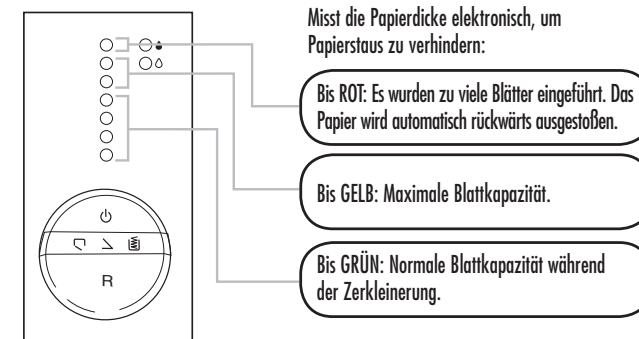 Misst die Papierdicke elektronisch, um
Papierstaus zu verhindern:
Bis ROT: Es wurden zu viele Blätter eingeführt. Das
Papier wird automatisch rückwärts ausgestoßen.
Bis GELB: Maximale Blattkapazität.
Bis GRÜN: Normale Blattkapazität während
der Zerkleinerung.
R